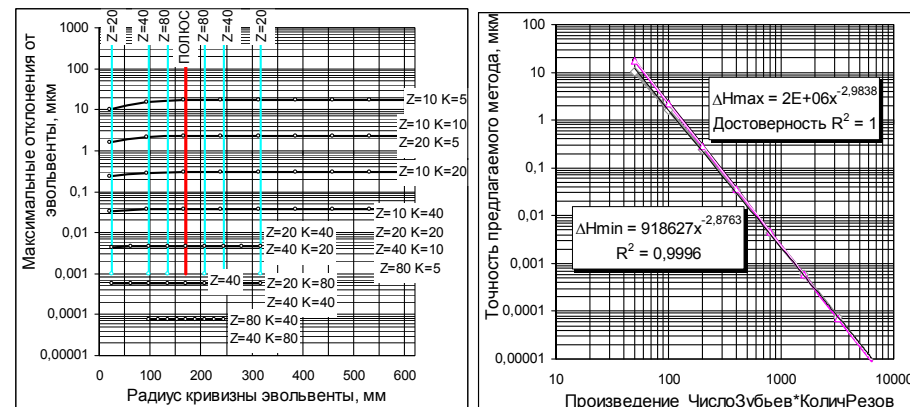 Z=20
Z=40
Z=80
ПОЛЮС
Z=80
Z=40
Z=20
Максимальные отклонения от
эвольвенты, мкм
1000
100
10
1
0,1
0,01
0,001
0,0001
0,00001
Z=10 K=5
Z=10 K=10
Z=20 K=5
Z=10 K=20
Z=10 K=40
Z=20 K=40
Z=20 K=20
Z=40 K=20
Z=40 K=10
Z=80 K=5
Z=40
Z=20 K=80
Z=40 K=40
Z=80 K=40
Z=40 K=80
0 100 200 300 400 500 600
Радиус кривизны эвольвенты, мм
Точность предлагаемого метода, мкм
100
10
1
0,1
0,01
0,001
0,0001
0,00001
ΔHmax = 2E+06x-2,9838
Достоверность R2 = 1
ΔHmin = 918627x-2,8763
R2 = 0,9996
10 100 1000 10000
Произведение ЧислоЗубьев*КоличРезов